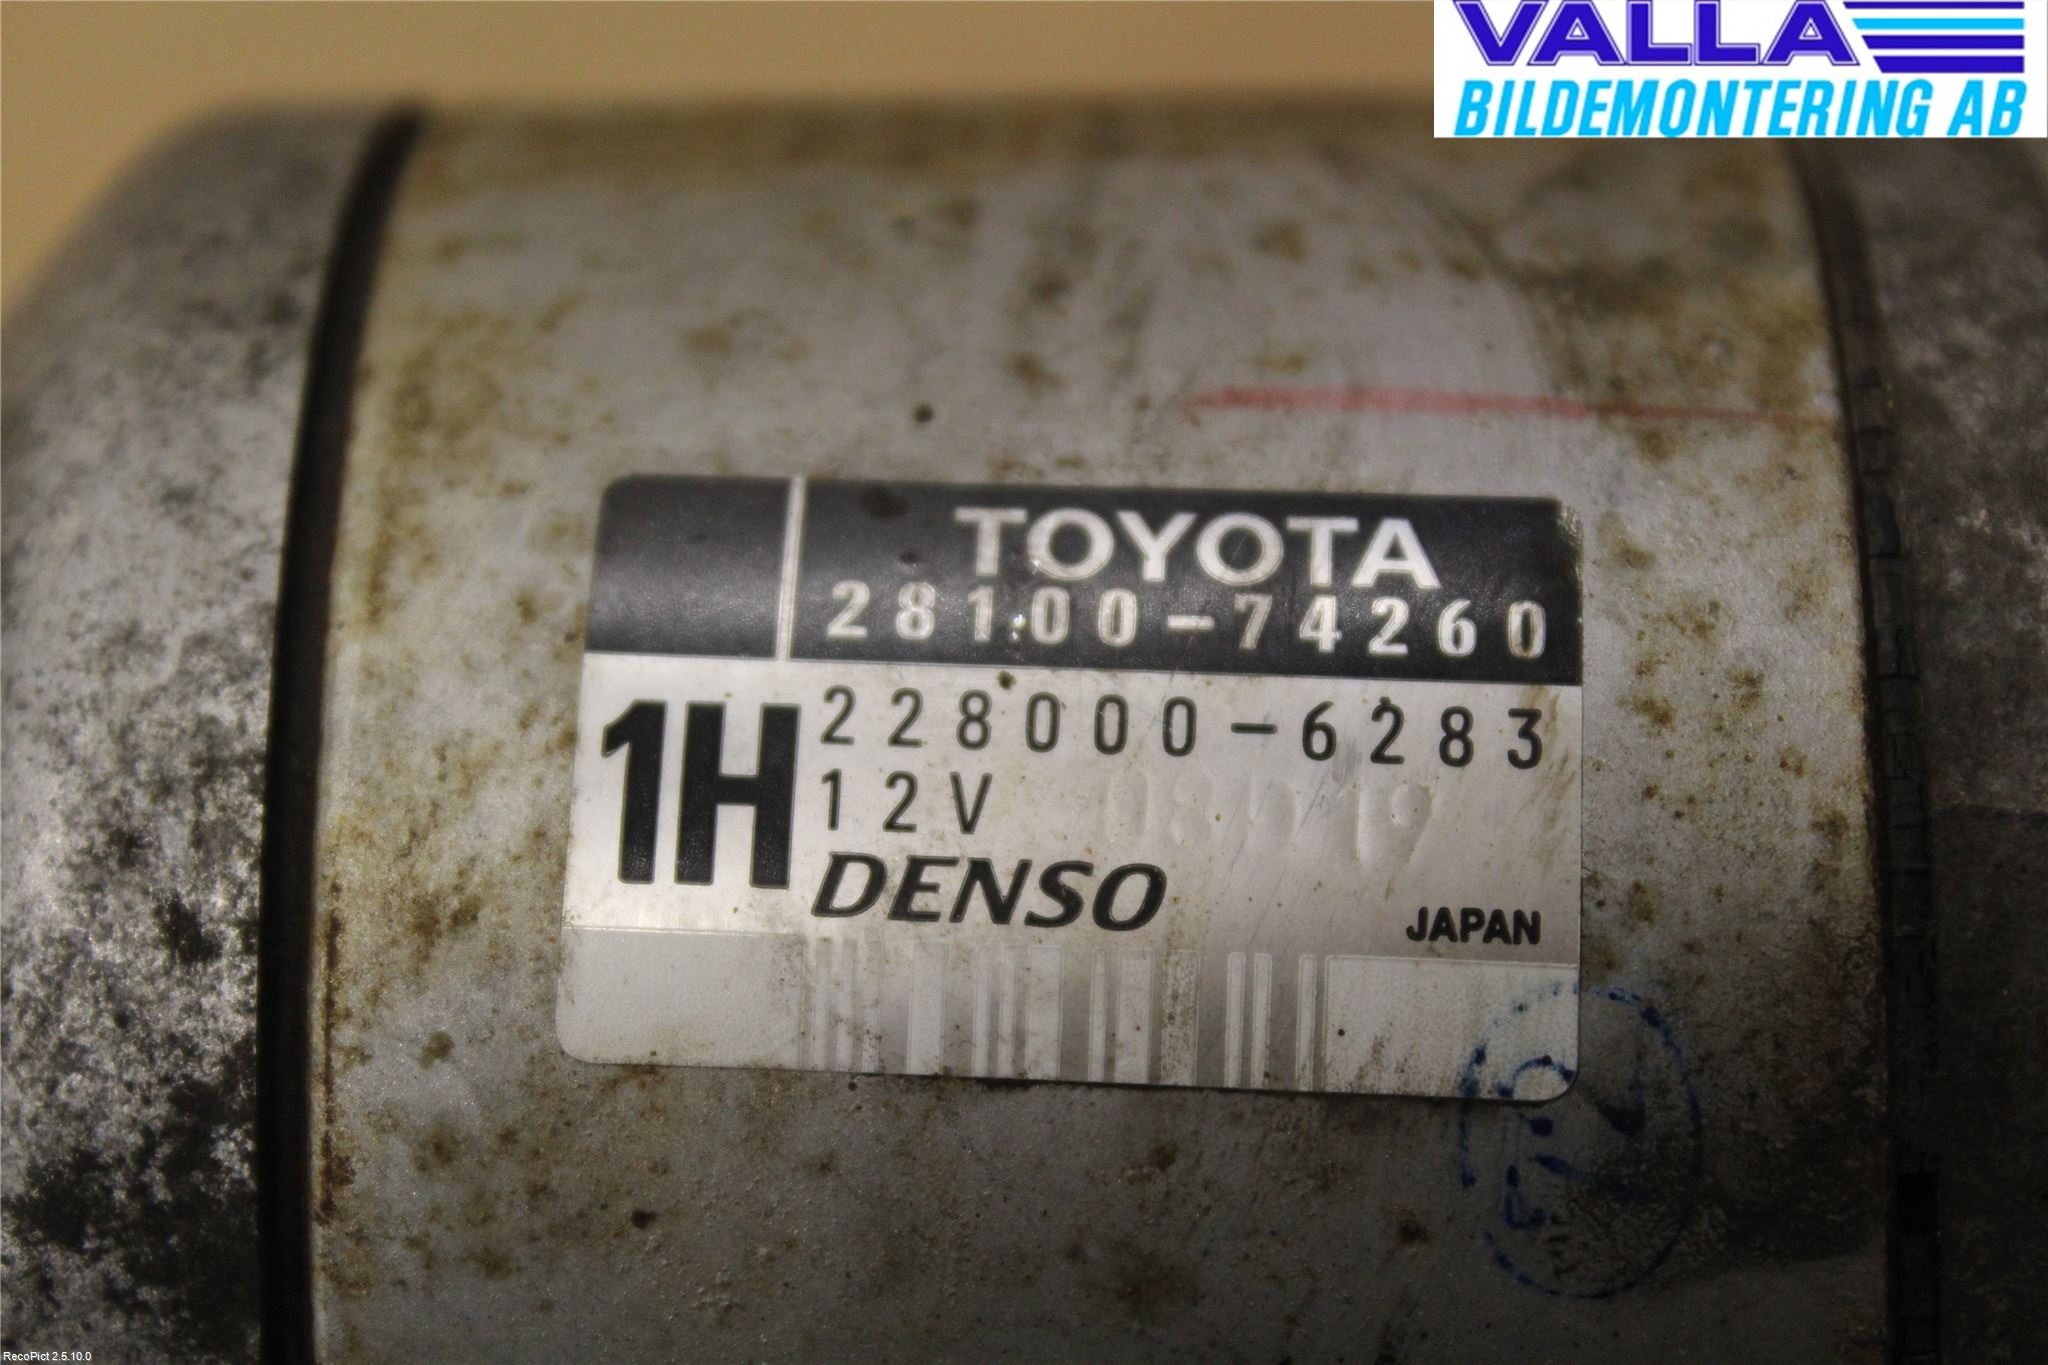 VALLA
BILDEMONTERING AB
TOYOTA
28100-74260
1H
228000-6283
12V
DENSO
JAPAN
RecoPict 2.5.10.0